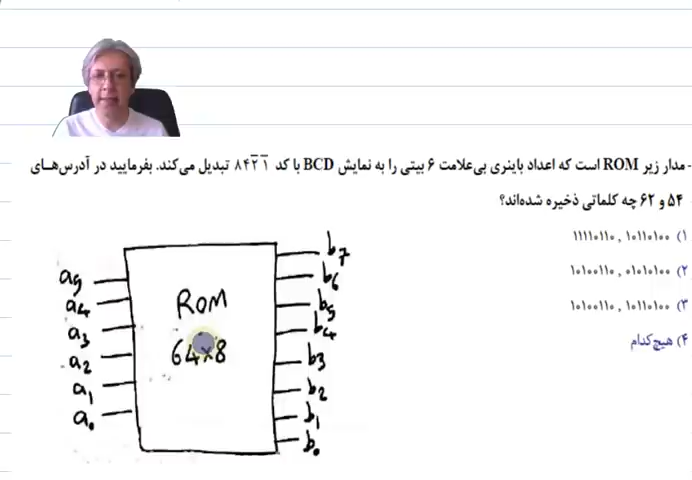 - مدار زیر ROM است که اعداد باینری بی‌علامت ۶ بیتی را به نمایش BCD با کد ۸۴۲̅۱̅ تبدیل می‌کند. بفرمایید در آدرس‌های
۵۴ و ۶۲ چه کلماتی ذخیره شده‌اند؟
۱) ۱۰۱۱۰۱۰۰ , ۱۱۱۱۰۱۱۰
۲) ۰۱۰۱۰۱۰۰ , ۱۰۱۰۰۱۱۰
۳) ۱۰۱۱۰۱۰۰ , ۱۰۱۰۰۱۱۰
۴) هیچ‌کدام
b7
a5 b6
a4 ROM b5
a3 b4
64x8
a2 b3
a1 b2
a0 b1
b0